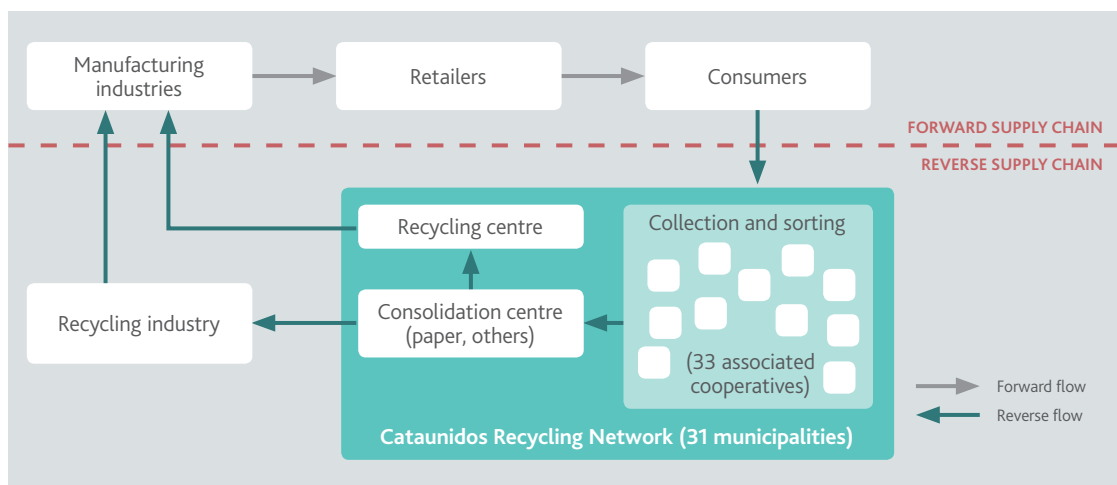 Manufacturing
industries
Retailers
Consumers
FORWARD SUPPLY CHAIN
REVERSE SUPPLY CHAIN
Recycling centre
Collection and sorting
Recycling industry
Consolidation centre
(paper, others)
(33 associated
cooperatives)
Forward flow
Reverse flow
Cataunidos Recycling Network (31 municipalities)